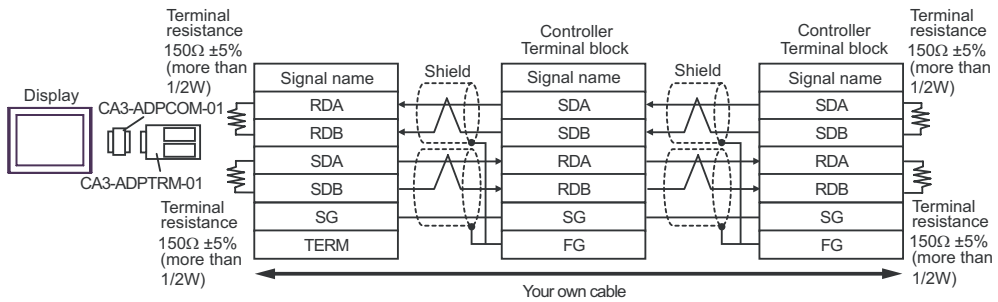 Terminal
resistance
150Ω ±5%
(more than
1/2W)
Controller
Terminal block
Controller
Terminal block
Terminal
resistance
150Ω ±5%
(more than
1/2W)
Display
CA3-ADPCOM-01
CA3-ADPTRM-01
Signal name
RDA
RDB
SDA
SDB
SG
TERM
Shield
Signal name
SDA
SDB
RDA
RDB
SG
FG
Shield
Signal name
SDA
SDB
RDA
RDB
SG
FG
Terminal
resistance
150Ω ±5%
(more than
1/2W)
Terminal
resistance
150Ω ±5%
(more than
1/2W)
Your own cable